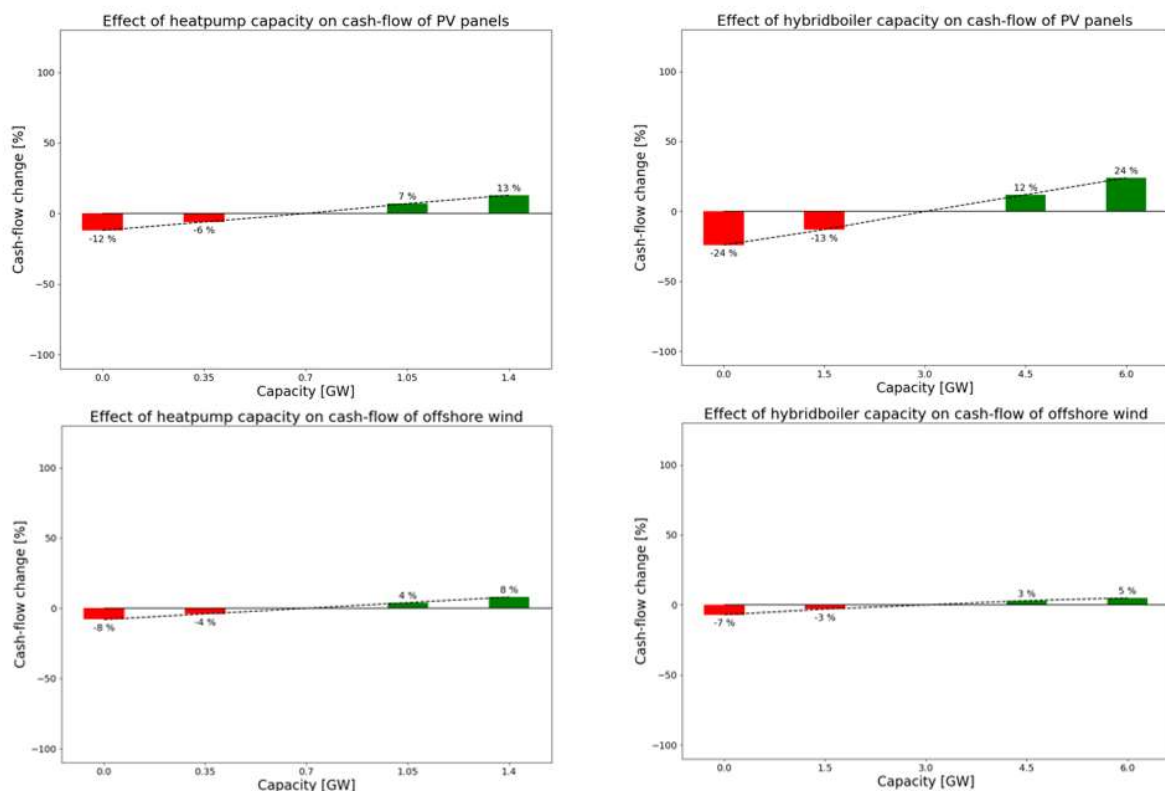 Effect of heatpump capacity on cash-flow of PV panels
Cash-flow change [%]
100
50
0
−50
−100
-12 %
-6 %
7 %
13 %
0.0 0.35 0.7 1.05 1.4
Capacity [GW]
Effect of hybridboiler capacity on cash-flow of PV panels
Cash-flow change [%]
100
50
0
−50
−100
-24 %
-13 %
12 %
24 %
0.0 1.5 3.0 4.5 6.0
Capacity [GW]
Effect of heatpump capacity on cash-flow of offshore wind
Cash-flow change [%]
100
50
0
−50
−100
-8 %
-4 %
4 %
8 %
0.0 0.35 0.7 1.05 1.4
Capacity [GW]
Effect of hybridboiler capacity on cash-flow of offshore wind
Cash-flow change [%]
100
50
0
−50
−100
-7 %
-3 %
3 %
5 %
0.0 1.5 3.0 4.5 6.0
Capacity [GW]